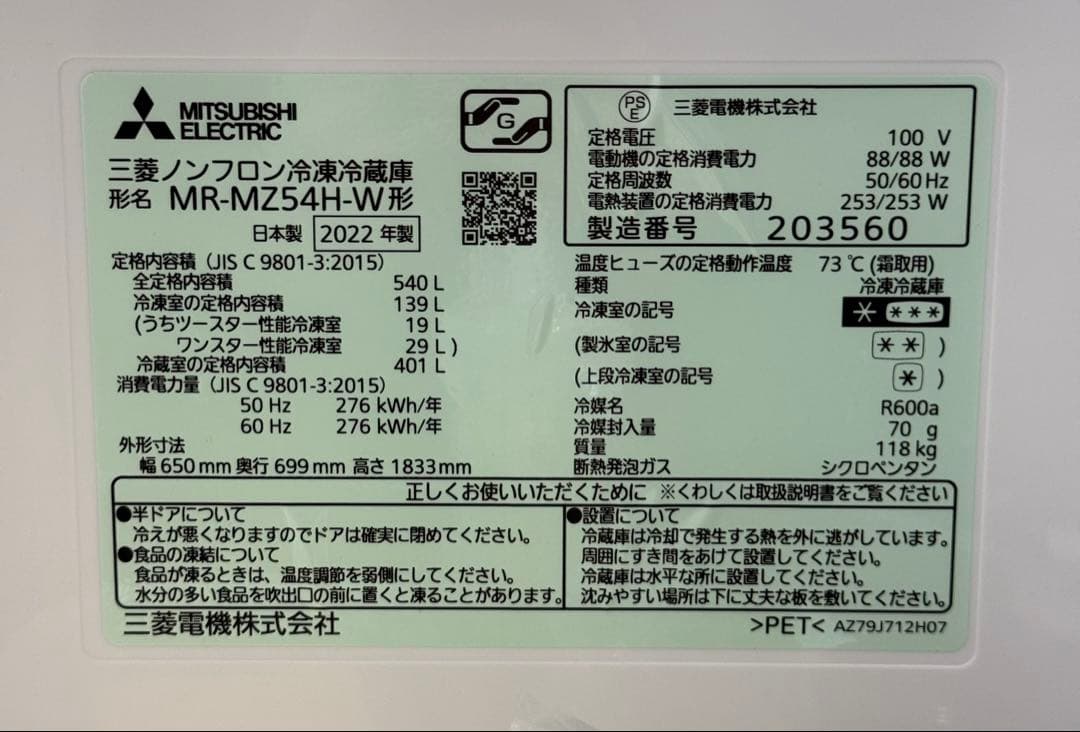 MITSUBISHI
ELECTRIC
G
三菱ノンフロン冷凍冷蔵庫
形名 MR-MZ54H-W形
日本製 2022 年製
定格内容積（JIS C 9801-3:2015）
全定格内容積 540 L
冷凍室の定格内容積 139 L
(うちツースター性能冷凍室 19 L
ワンスター性能冷凍室 29 L )
冷蔵室の定格内容積 401 L
消費電力量（JIS C 9801-3:2015）
50 Hz 276 kWh/年
60 Hz 276 kWh/年
外形寸法
幅 650 mm 奥行 699 mm 高さ 1833 mm
PS
E 三菱電機株式会社
定格電圧 100 V
電動機の定格消費電力 88/88 W
定格周波数 50/60 Hz
電熱装置の定格消費電力 253/253 W
製造番号 203560
温度ヒューズの定格動作温度 73 ℃ (霜取用)
種類 冷凍冷蔵庫
冷凍室の記号 * ***
(製氷室の記号 ** )
(上段冷凍室の記号 * )
冷媒名 R600a
冷媒封入量 70 g
質量 118 kg
断熱発泡ガス シクロペンタン
正しくお使いいただくために ※くわしくは取扱説明書をご覧ください
●半ドアについて
冷えが悪くなりますのでドアは確実に閉めてください。
●食品の凍結について
食品が凍るときは、温度調節を弱側にしてください。
水分の多い食品を吹出口の前に置くと凍ることがあります。
●設置について
冷蔵庫は冷却で発生する熱を外に逃がしています。
周囲にすき間をあけて設置してください。
冷蔵庫は水平な所に設置してください。
沈みやすい場所は下に丈夫な板を敷いてください。
三菱電機株式会社
>PET< AZ79J712H07